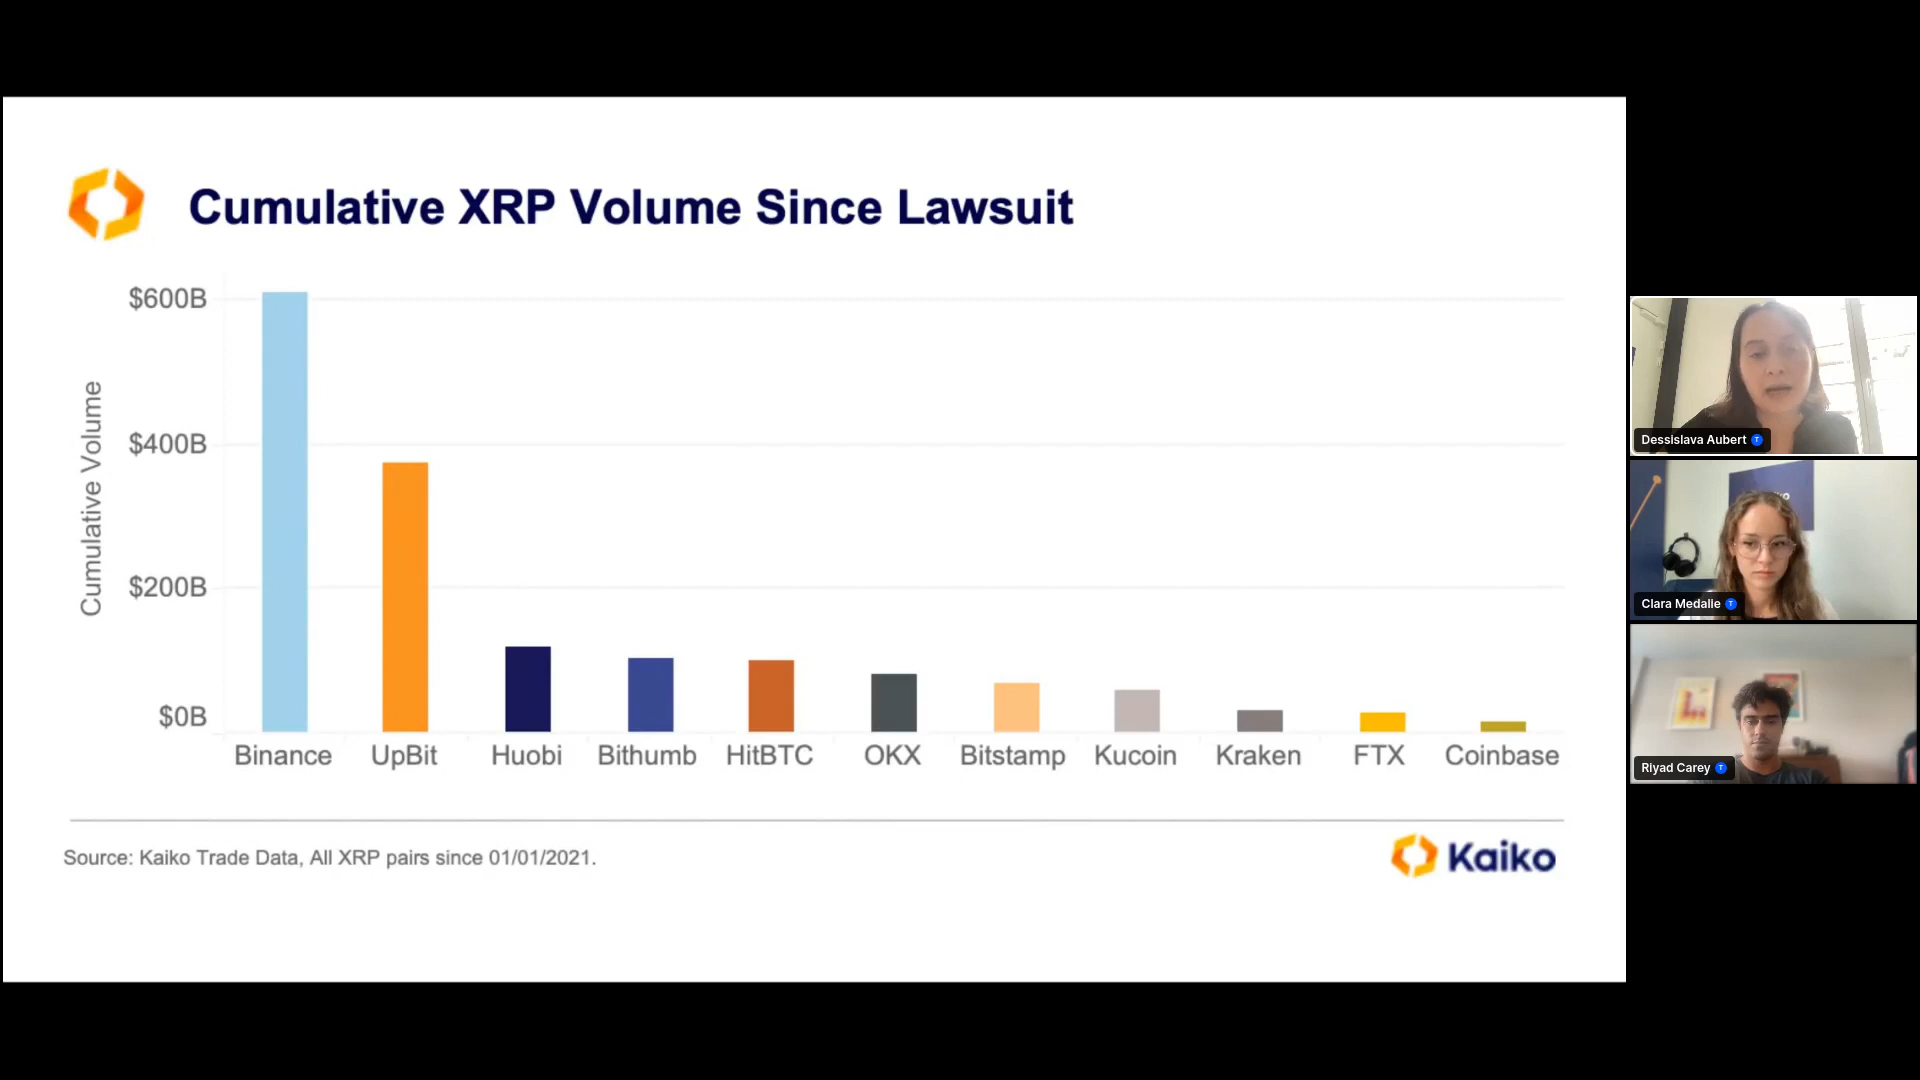 Cumulative XRP Volume Since Lawsuit
Cumulative Volume
$600B
$400B
$200B
$0B
Binance UpBit Huobi Bithumb HitBTC OKX Bitstamp Kucoin Kraken FTX Coinbase
Source: Kaiko Trade Data, All XRP pairs since 01/01/2021.
Kaiko
Dessislava Aubert
Clara Medalie
Riyad Carey